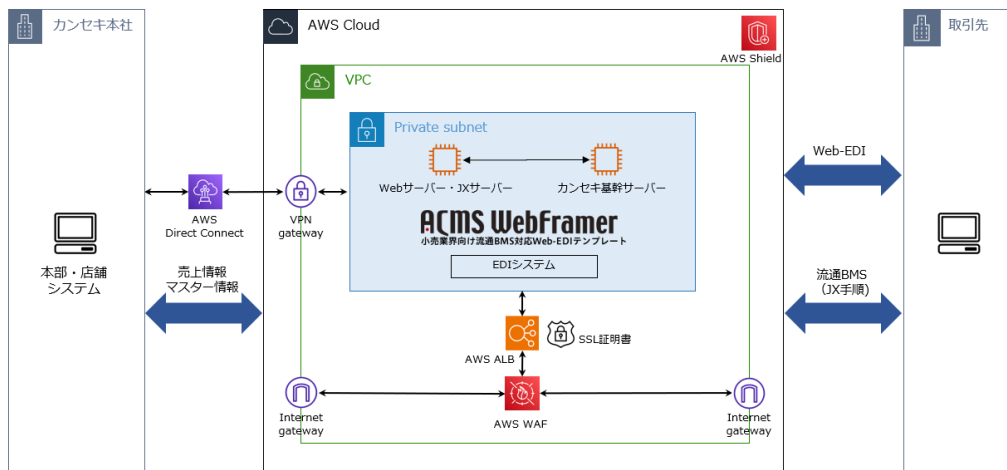 カンセキ本社
AWS Cloud
AWS Shield
取引先
VPC
Private subnet
Webサーバー・JXサーバー
カンセキ基幹サーバー
ACMS WebFramer
小売業界向け流通BMS対応Web-EDIテンプレート
EDIシステム
AWS
Direct Connect
VPN
gateway
本部・店舗
システム
売上情報
マスター情報
Web-EDI
流通BMS
（JX手順)
AWS ALB
SSL証明書
Internet
gateway
AWS WAF
Internet
gateway